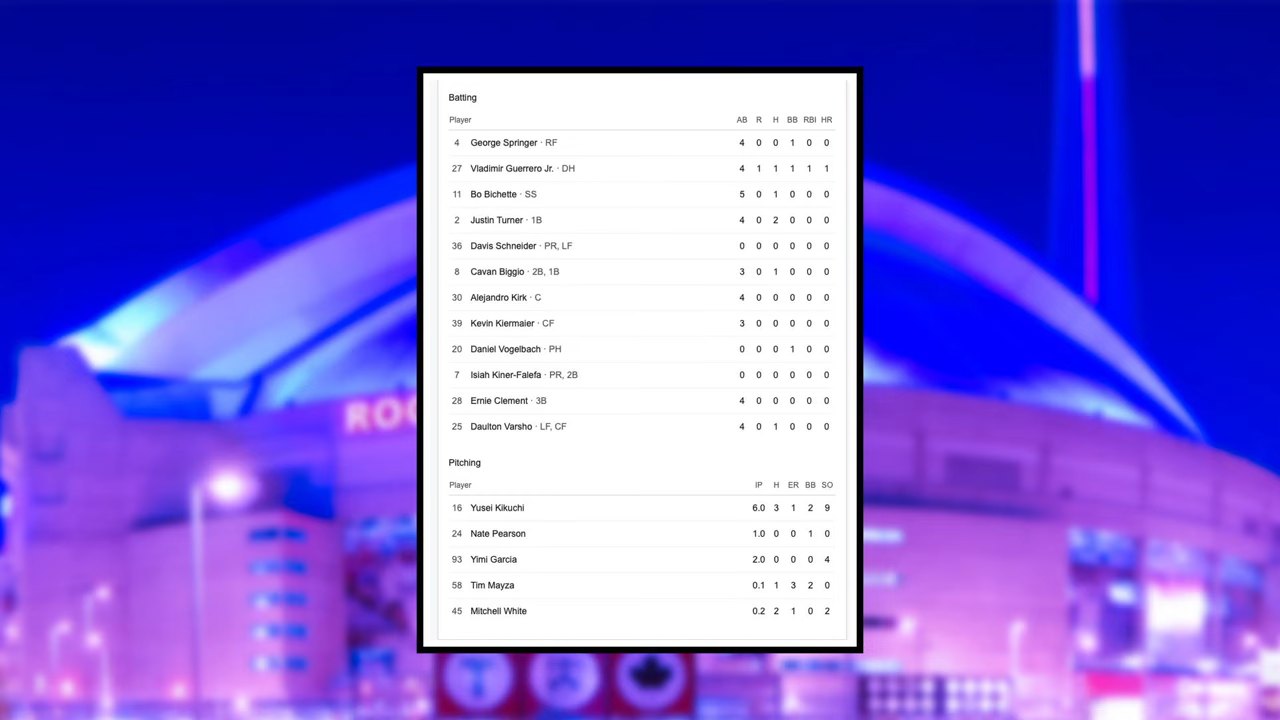 Batting
Player AB R H BB RBI HR
4 George Springer · RF 4 0 0 1 0 0
27 Vladimir Guerrero Jr. · DH 4 1 1 1 1 1
11 Bo Bichette · SS 5 0 1 0 0 0
2 Justin Turner · 1B 4 0 2 0 0 0
36 Davis Schneider · PR, LF 0 0 0 0 0 0
8 Cavan Biggio · 2B, 1B 3 0 1 0 0 0
30 Alejandro Kirk · C 4 0 0 0 0 0
39 Kevin Kiermaier · CF 3 0 0 0 0 0
20 Daniel Vogelbach · PH 0 0 0 1 0 0
7 Isiah Kiner-Falefa · PR, 2B 0 0 0 0 0 0
28 Ernie Clement · 3B 4 0 0 0 0 0
25 Daulton Varsho · LF, CF 4 0 1 0 0 0
Pitching
Player IP H ER BB SO
16 Yusei Kikuchi 6.0 3 1 2 9
24 Nate Pearson 1.0 0 0 1 0
93 Yimi Garcia 2.0 0 0 0 4
58 Tim Mayza 0.1 1 3 2 0
45 Mitchell White 0.2 2 1 0 2
ROG